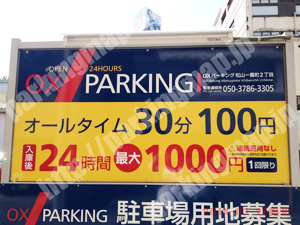 OPEN 24HOURS
OX PARKING
OXパーキング 松山一番町2丁目
050-3786-3305
オールタイム 30分 100円
入庫後 24時間 最大 1000円 1回限り
OX PARKING 駐車場用地募集